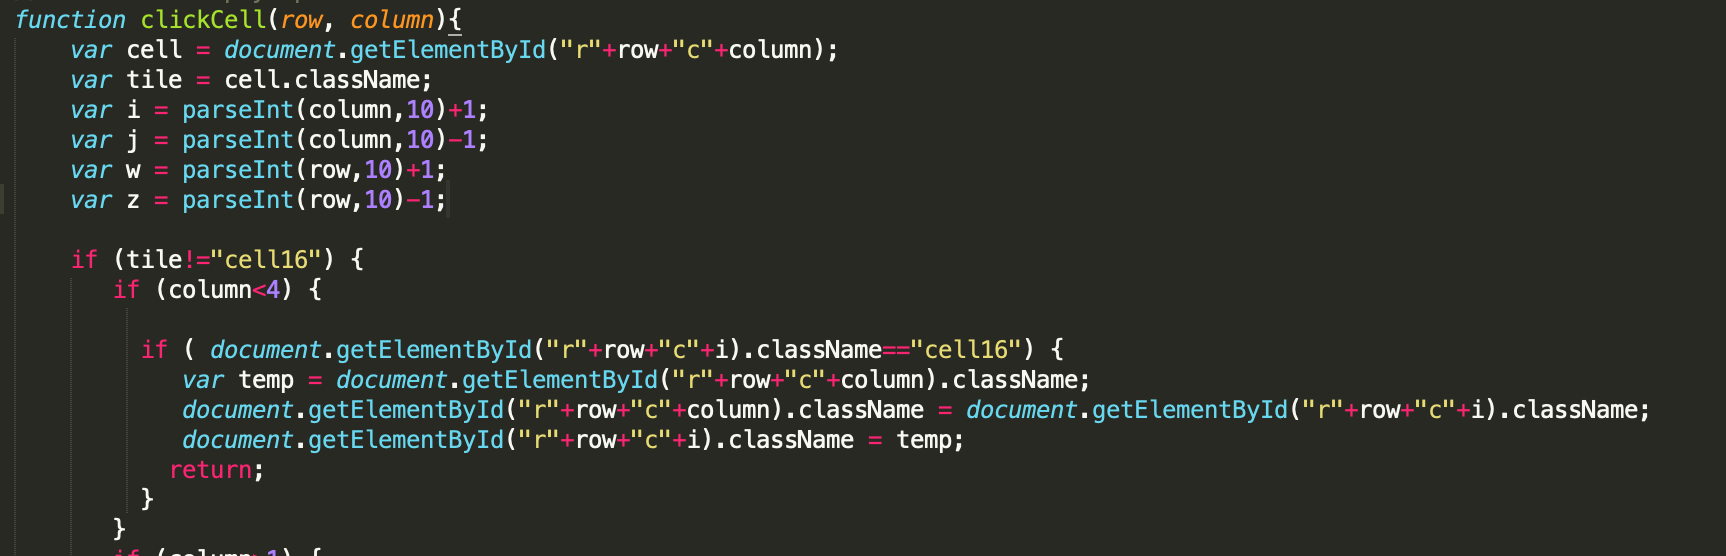 function clickCell(row, column){
    var cell = document.getElementById("r"+row+"c"+column);
    var tile = cell.className;
    var i = parseInt(column,10)+1;
    var j = parseInt(column,10)-1;
    var w = parseInt(row,10)+1;
    var z = parseInt(row,10)-1;
    if (tile!="cell16") {
       if (column<4) {
         if ( document.getElementById("r"+row+"c"+i).className=="cell16") {
            var temp = document.getElementById("r"+row+"c"+column).className;
            document.getElementById("r"+row+"c"+column).className = document.getElementById("r"+row+"c"+i).className;
            document.getElementById("r"+row+"c"+i).className = temp;
           return;
         }
       }
       if (column>1) {